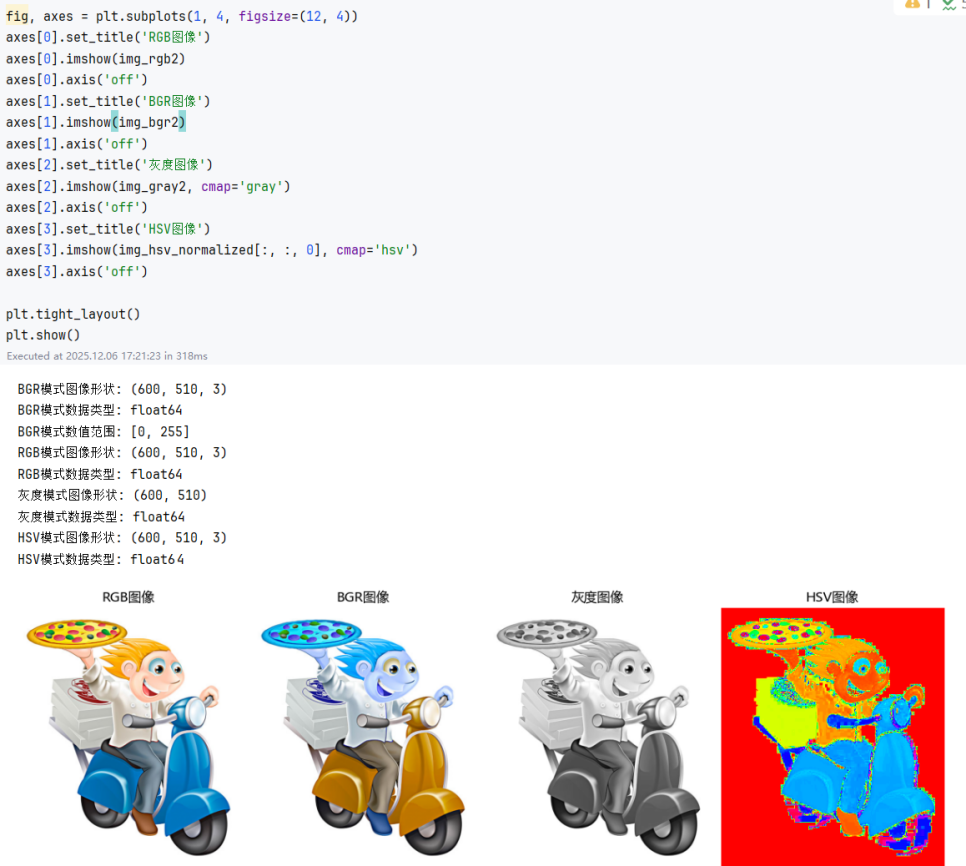 fig, axes = plt.subplots(1, 4, figsize=(12, 4))
axes[0].set_title('RGB图像')
axes[0].imshow(img_rgb2)
axes[0].axis('off')
axes[1].set_title('BGR图像')
axes[1].imshow(img_bgr2)
axes[1].axis('off')
axes[2].set_title('灰度图像')
axes[2].imshow(img_gray2, cmap='gray')
axes[2].axis('off')
axes[3].set_title('HSV图像')
axes[3].imshow(img_hsv_normalized[:, :, 0], cmap='hsv')
axes[3].axis('off')
plt.tight_layout()
plt.show()
Executed at 2025.12.06 17:21:23 in 318ms
BGR模式图像形状: (600, 510, 3)
BGR模式数据类型: float64
BGR模式数值范围: [0, 255]
RGB模式图像形状: (600, 510, 3)
RGB模式数据类型: float64
灰度模式图像形状: (600, 510)
灰度模式数据类型: float64
HSV模式图像形状: (600, 510, 3)
HSV模式数据类型: float64
RGB图像 BGR图像 灰度图像 HSV图像